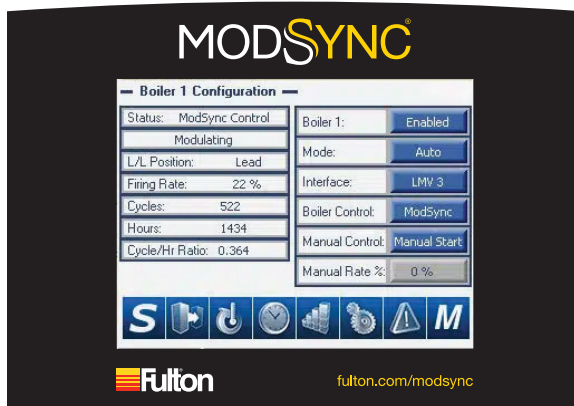 MODSYNC®
Boiler 1 Configuration
Status: ModSync Control
Modulating
L/L Position: Lead
Firing Rate: 22 %
Cycles: 522
Hours: 1434
Cycle/Hr Ratio: 0.364
Boiler 1: Enabled
Mode: Auto
Interface: LMV 3
Boiler Control: ModSync
Manual Control: Manual Start
Manual Rate %: 0 %
S M
Fulton
fulton.com/modsync